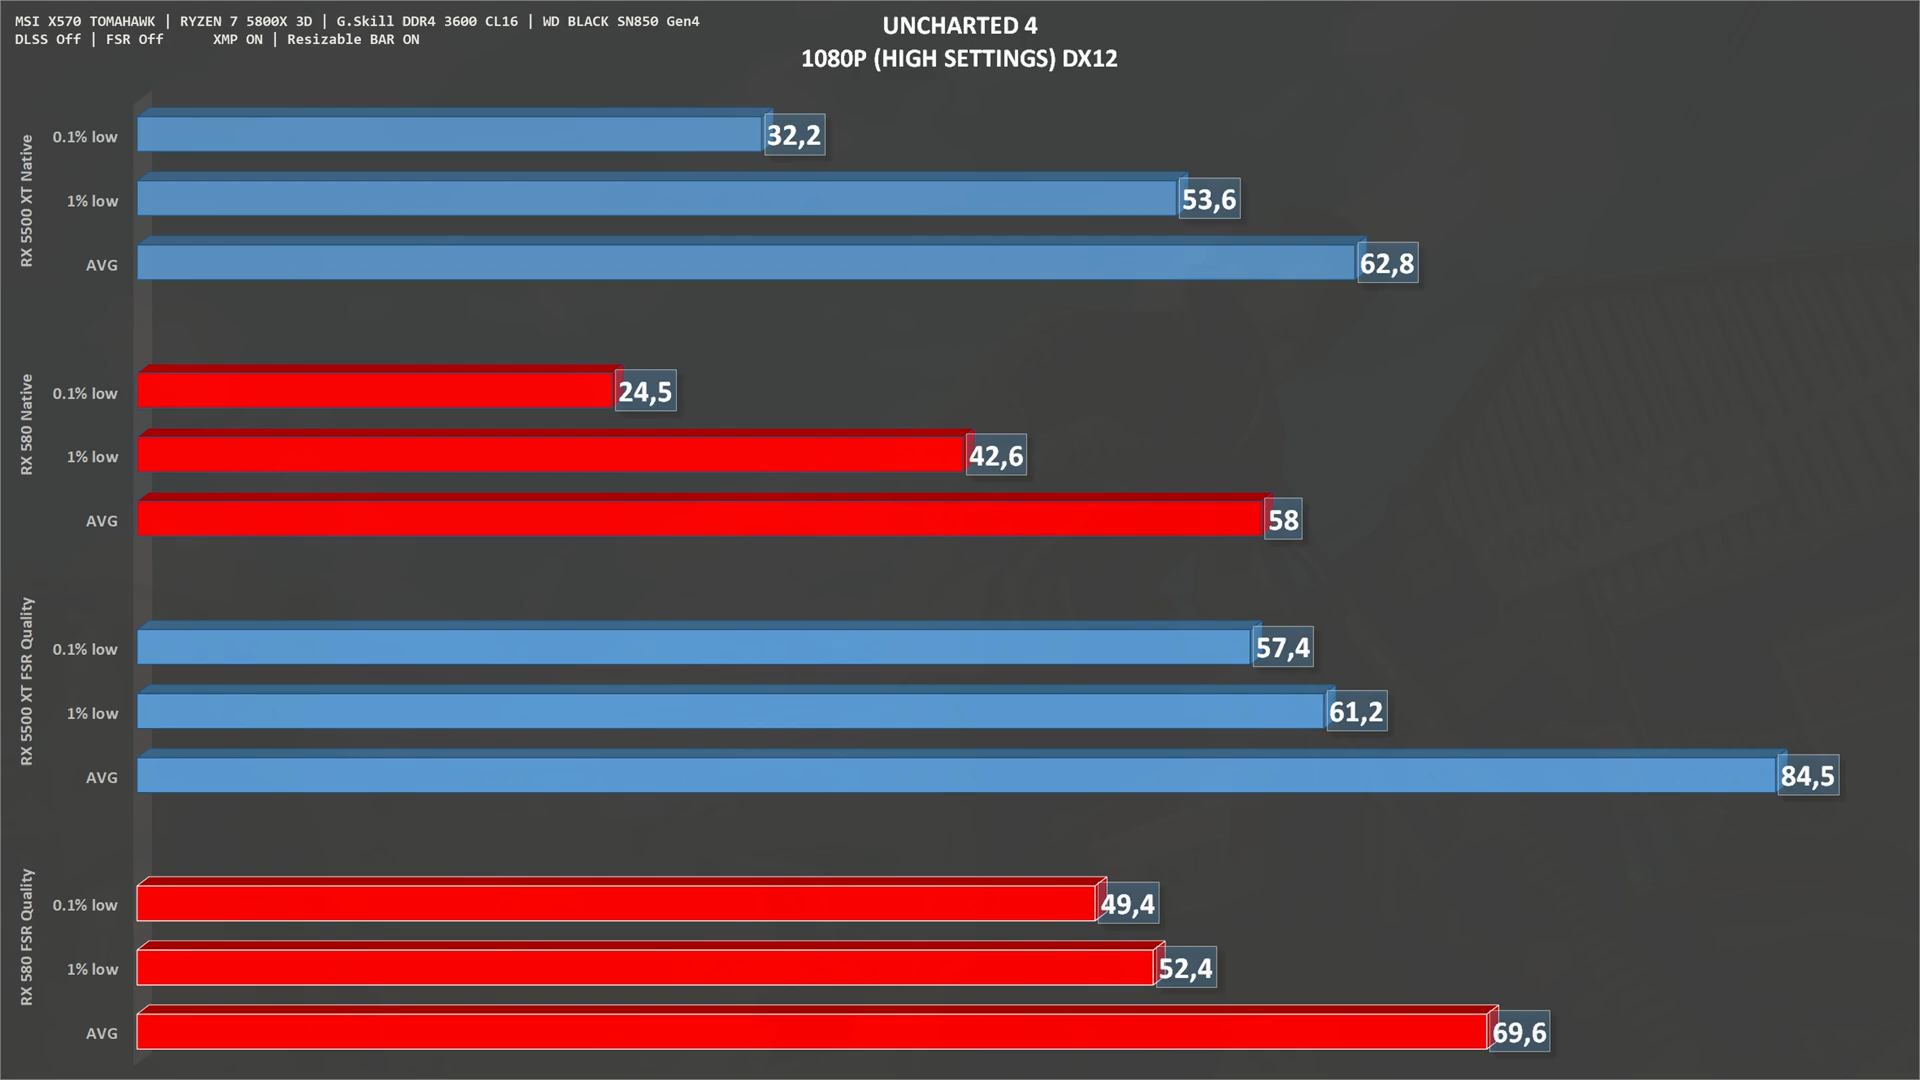 MSI X570 TOMAHAWK | RYZEN 7 5800X 3D | G.Skill DDR4 3600 CL16 | WD BLACK SN850 Gen4
DLSS Off | FSR Off XMP ON | Resizable BAR ON
UNCHARTED 4
1080P (HIGH SETTINGS) DX12
RX 5500 XT Native
0.1% low 32,2
1% low 53,6
AVG 62,8
RX 580 Native
0.1% low 24,5
1% low 42,6
AVG 58
RX 5500 XT FSR Quality
0.1% low 57,4
1% low 61,2
AVG 84,5
RX 580 FSR Quality
0.1% low 49,4
1% low 52,4
AVG 69,6